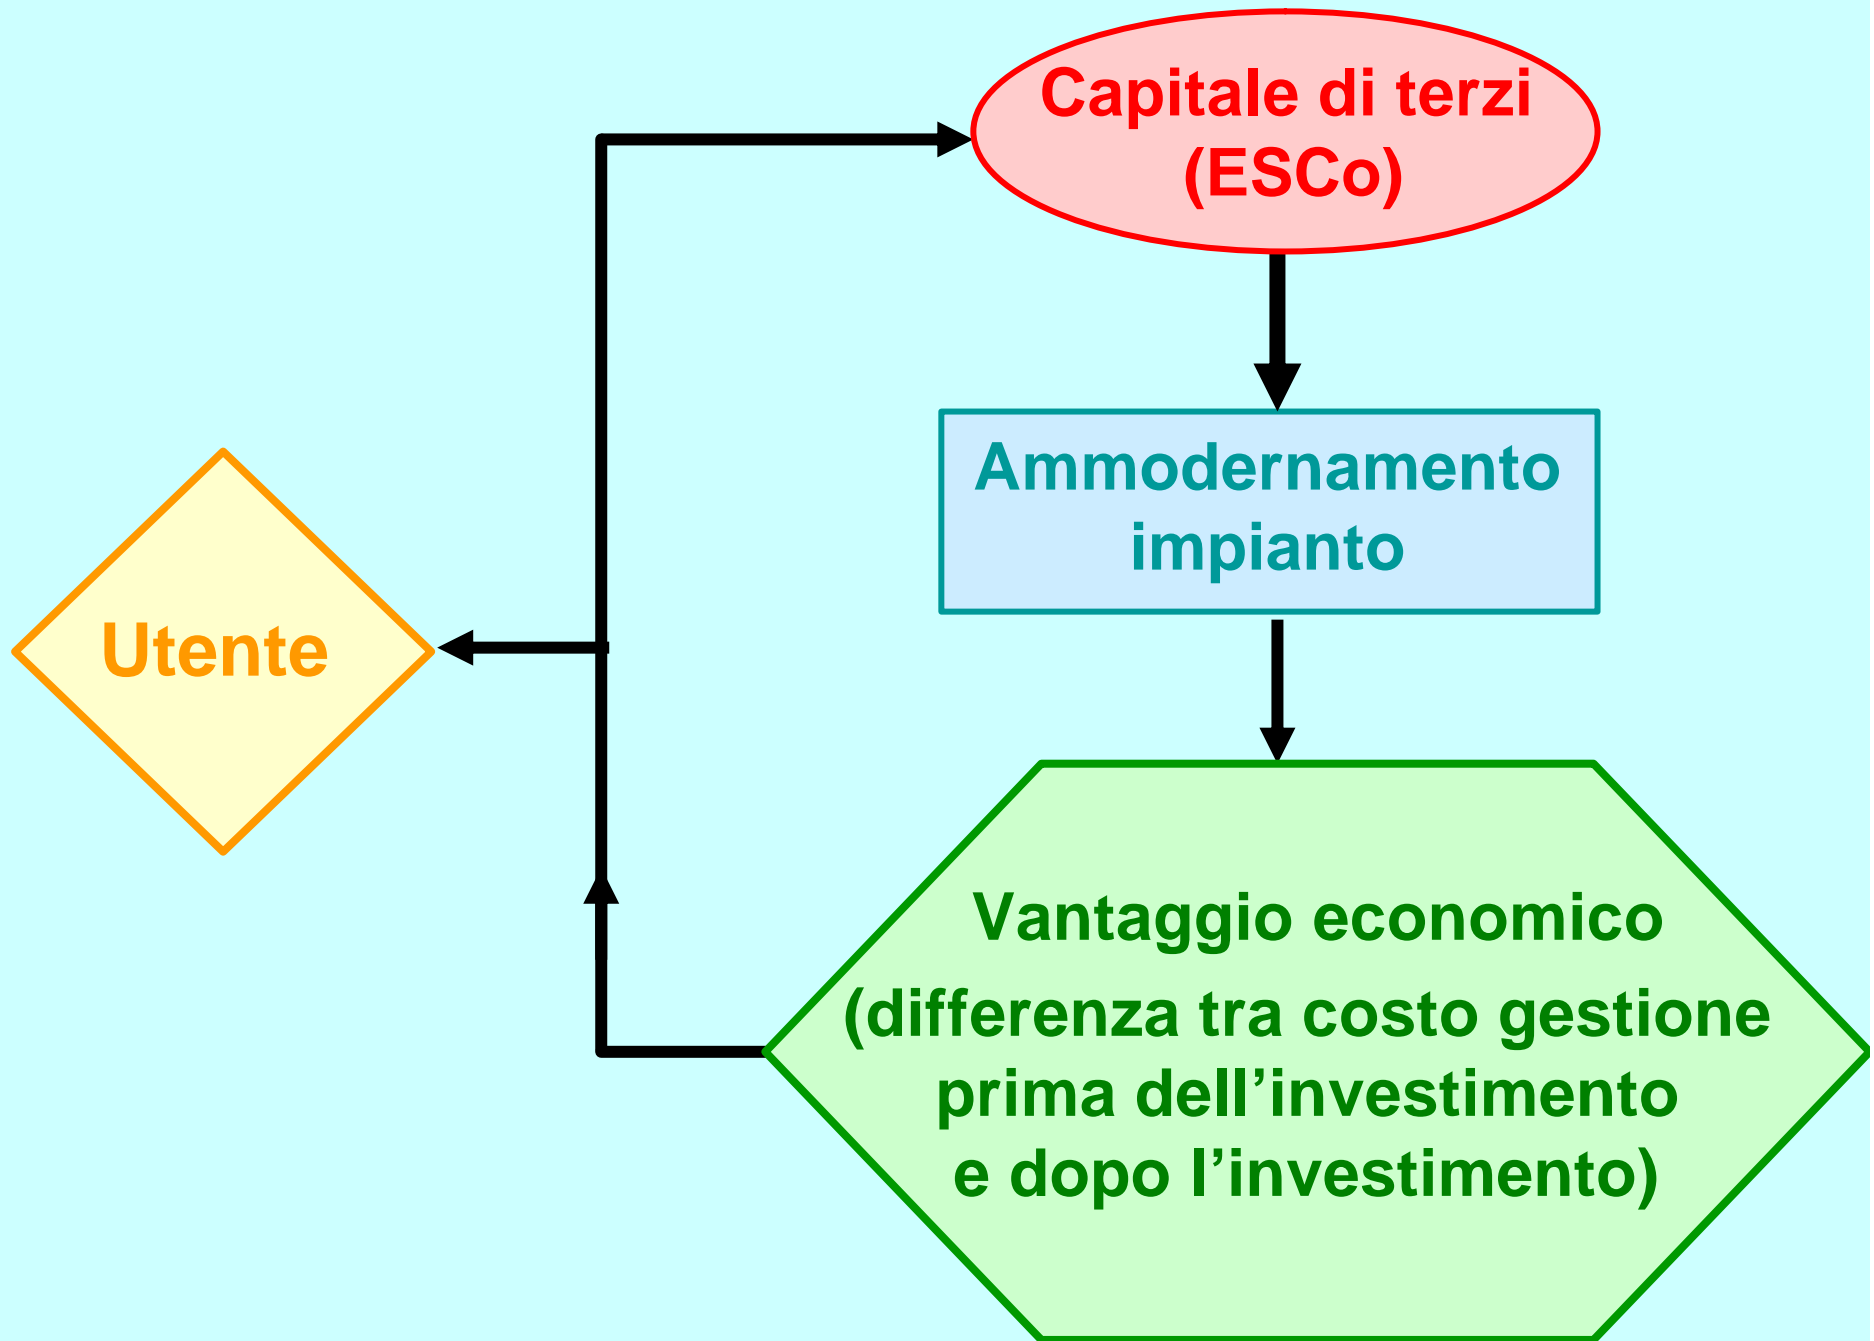 Capitale di terzi
(ESCo)
Ammodernamento
impianto
Utente
Vantaggio economico
(differenza tra costo gestione
prima dell’investimento
e dopo l’investimento)